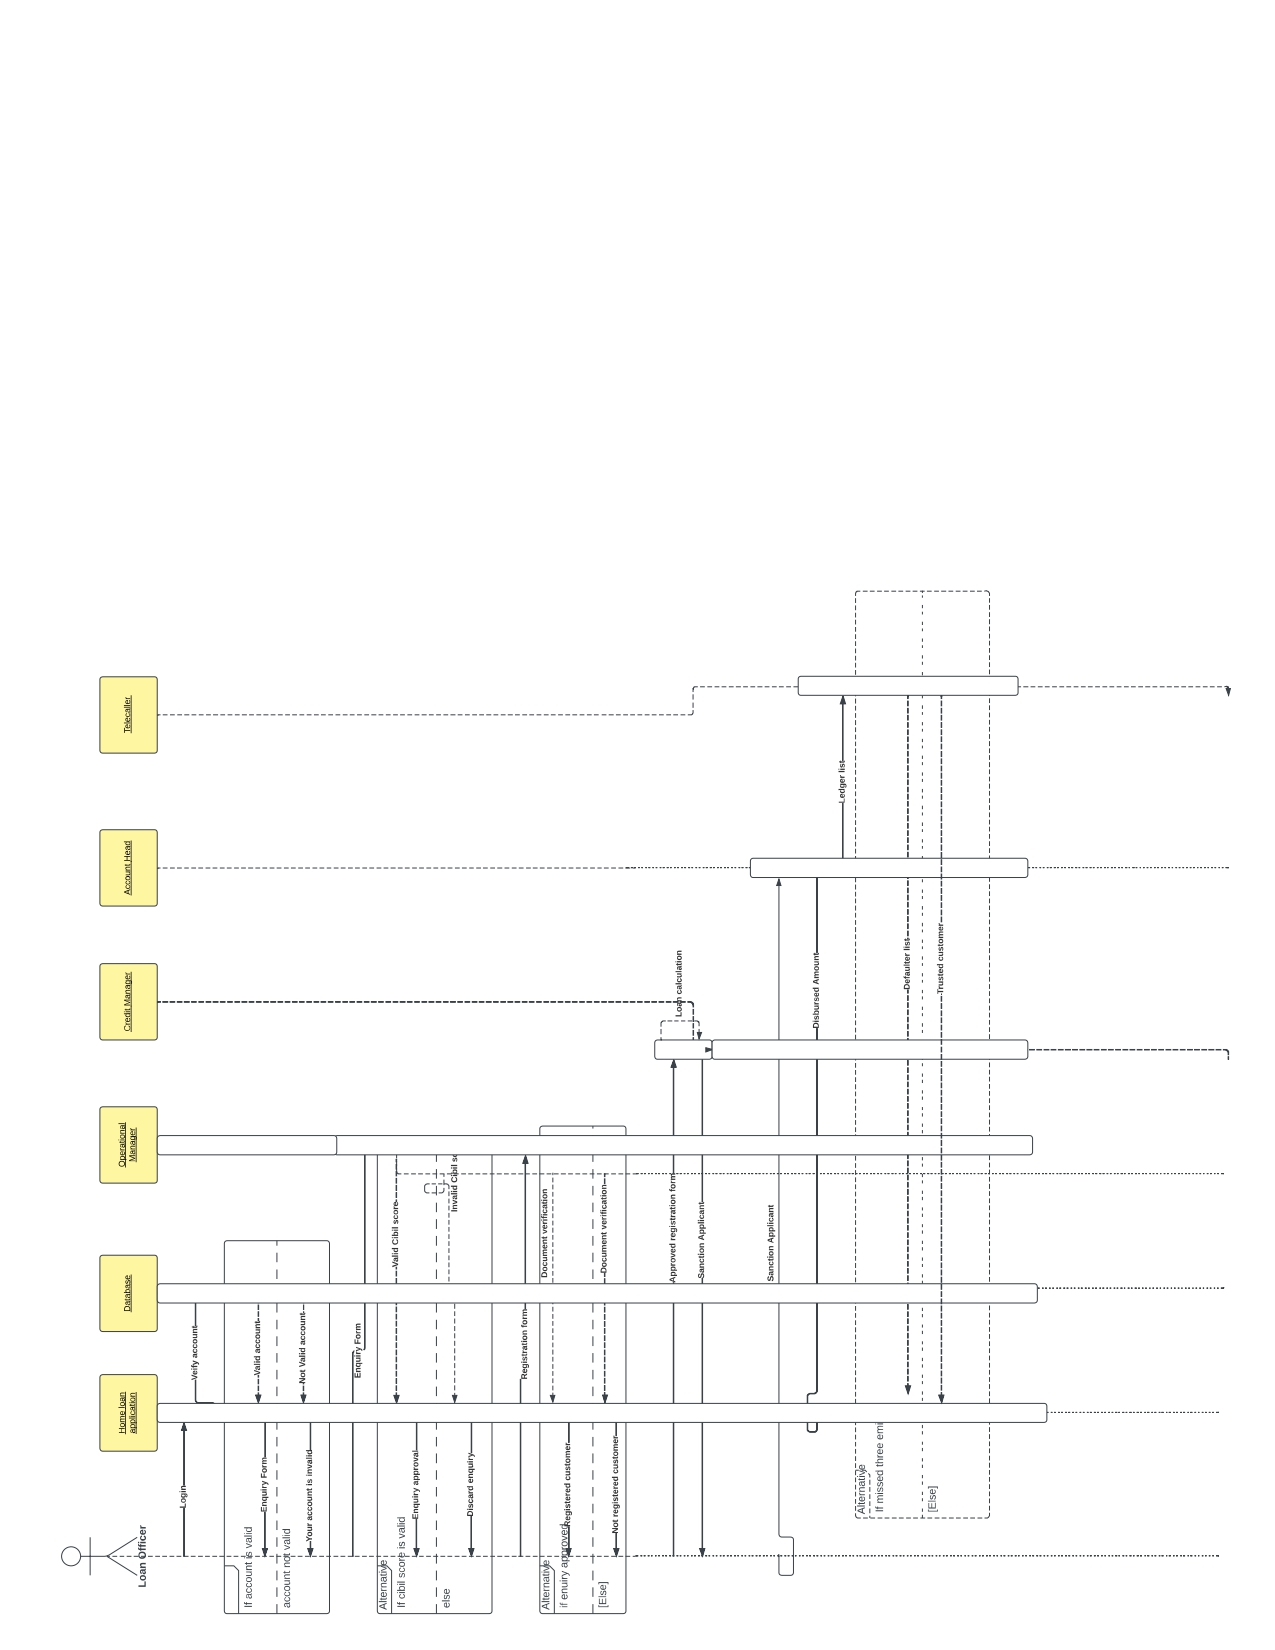 Loan Officer
Home loan
application
Database
Operational
Manager
Credit Manager
Account Head
Telecaller
Login
Veify account
If account is valid
Valid account
Enquiry Form
account not valid
Not Valid account
Your account is invalid
Enquiry Form
Alternative
If cibil score is valid
Valid Cibil score
Enquiry approval
else
Invalid Cibil sc
Discard enquiry
Registration form
Alternative
if enuiry approved
Document verification
Registered customer
[Else]
Document verification
Not registered customer
Approved registration form
Loan calculation
Sanction Applicant
Sanction Applicant
Disbursed Amount
Ledger list
Alternative
If missed three emi
Defaulter list
[Else]
Trusted customer